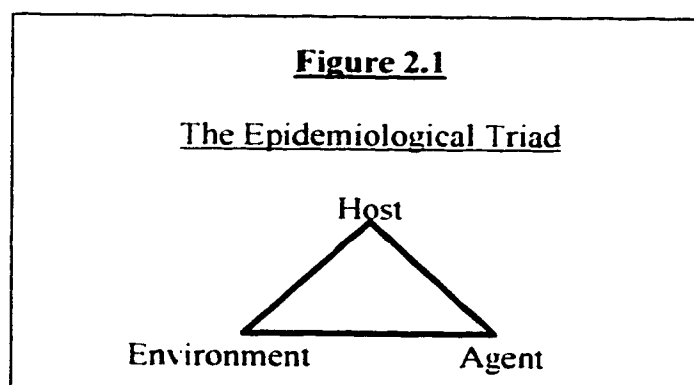 Figure 2.1
The Epidemiological Triad
Host
Environment Agent